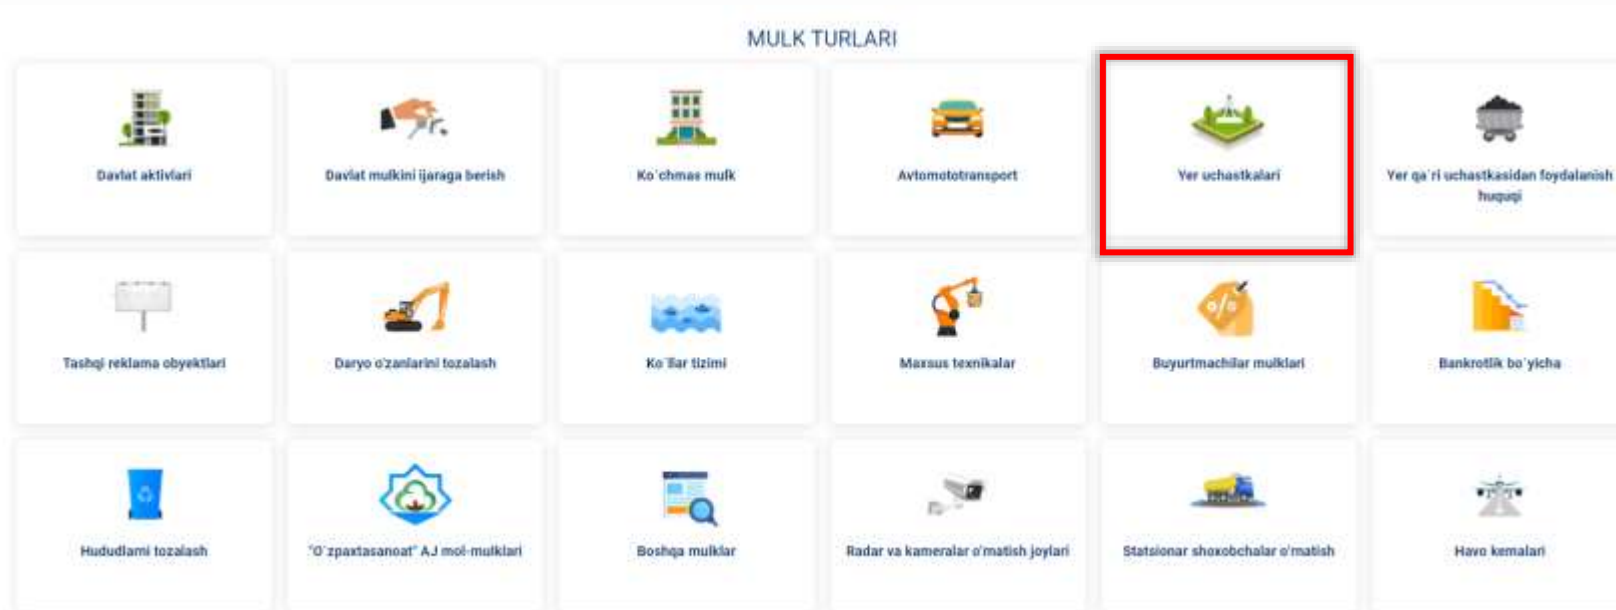 MULK TURLARI
Davlat aktivlari
Davlat mulkini ijaraga berish
Ko`chmas mulk
Avtomototransport
Yer uchastkalari
Yer qa`ri uchastkasidan foydalanish
huquqi
Tashqi reklama obyektlari
Daryo o'zanlarini tozalash
Ko`llar tizimi
Maxsus texnikalar
Buyurtmachilar mulklari
Bankrotlik bo`yicha
Hududlarni tozalash
"O`zpaxtasanoat" AJ mol-mulklari
Boshqa mulklar
Radar va kameralar o'rnatish joylari
Statsionar shoxobchalar o'rnatish
Havo kemalari